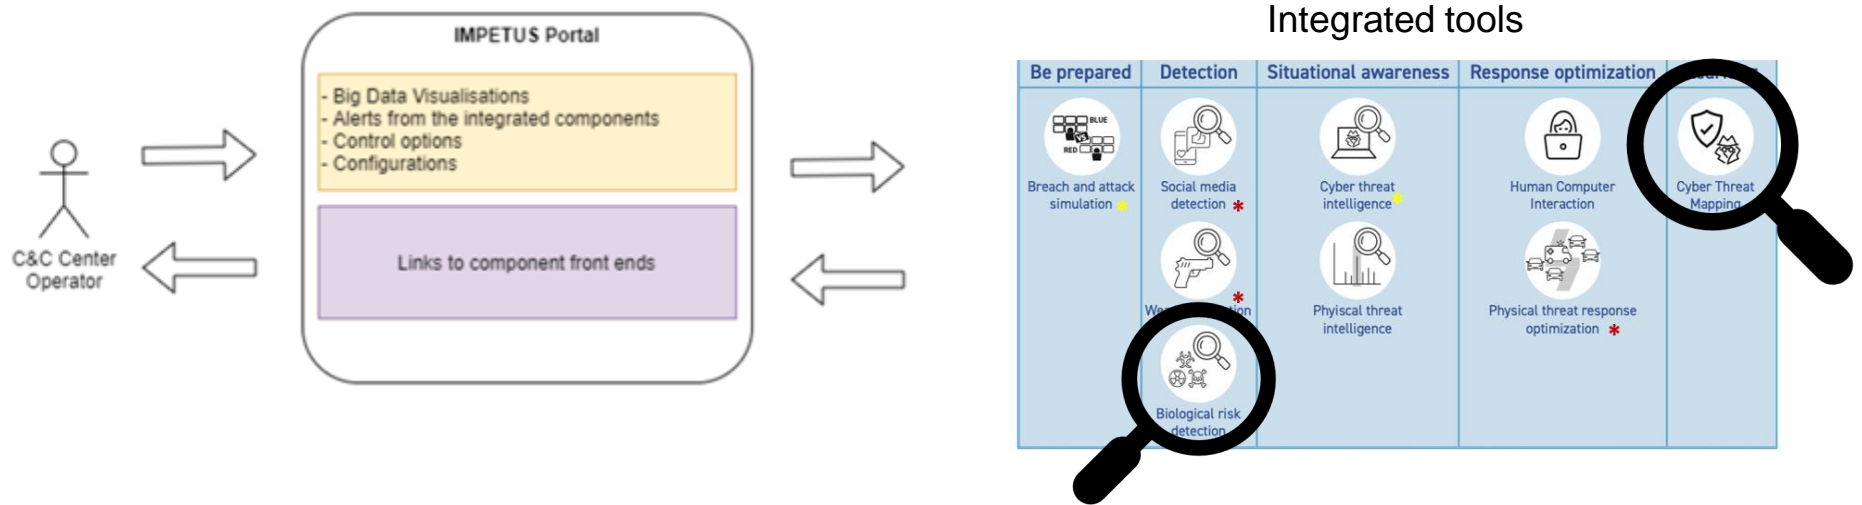 Integrated tools
IMPETUS Portal
- Big Data Visualisations
- Alerts from the integrated components
- Control options
- Configurations
Links to component front ends
C&C Center
Operator
Be prepared
Detection
Situational awareness
Response optimization
BLUE
RED
Breach and attack
simulation *
Social media
detection *
Cyber threat
intelligence *
Human Computer
Interaction
Cyber Threat
Mapping
*
Phyiscal threat
intelligence
Physical threat response
optimization *
Biological risk
detection